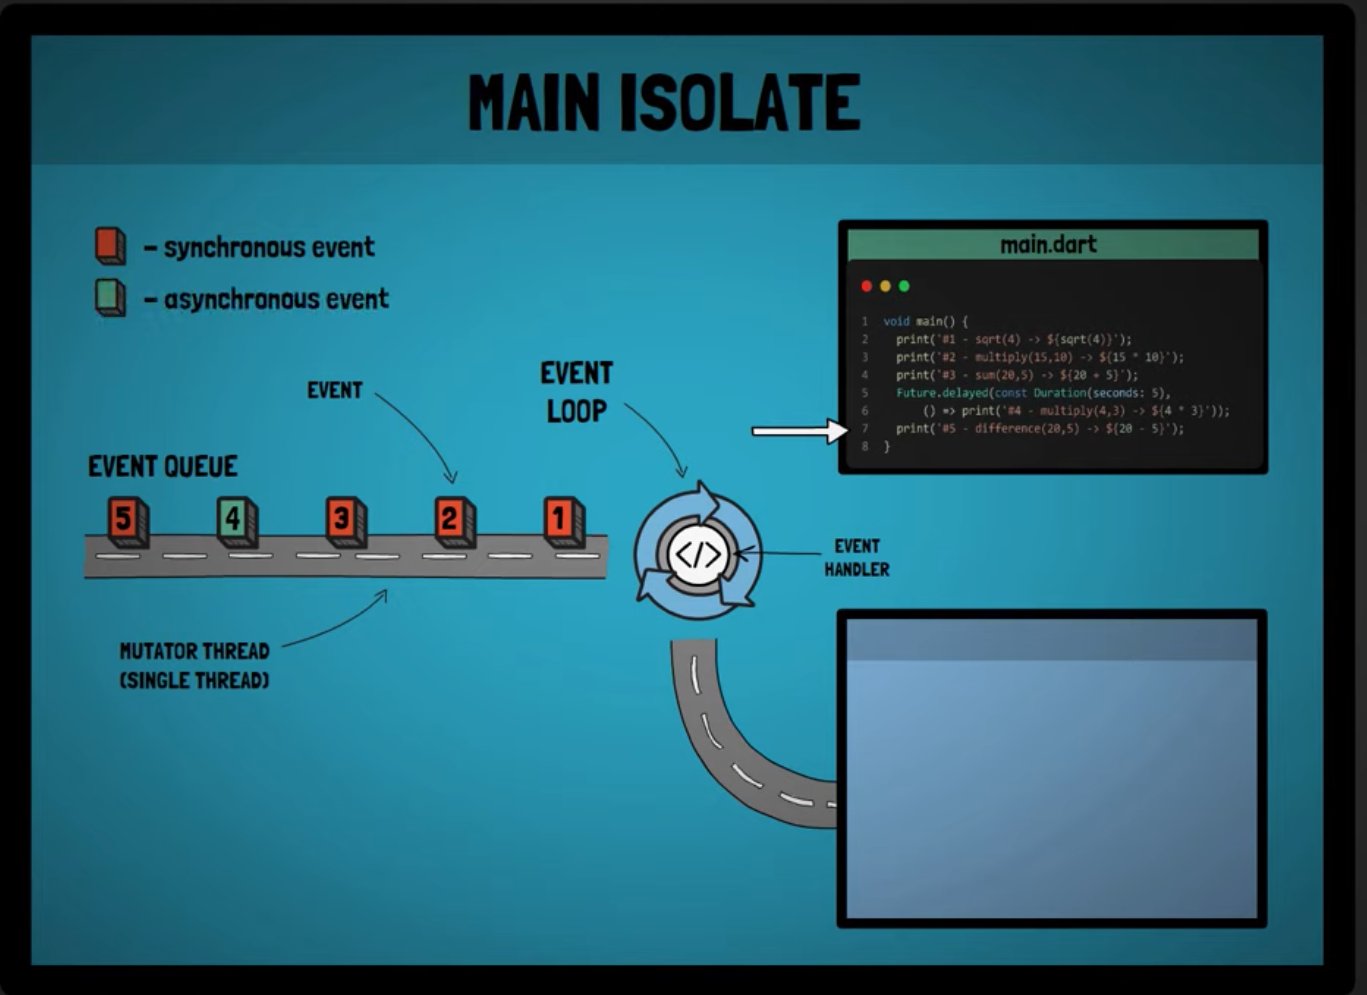 MAIN ISOLATE
- synchronous event
- asynchronous event
EVENT
EVENT
LOOP
EVENT QUEUE
5
4
3
2
1
</>
EVENT
HANDLER
MUTATOR THREAD
(SINGLE THREAD)
main.dart
1 void main() {
2 print('#1 - sqrt(4) -> ${sqrt(4)}');
3 print('#2 - multiply(15,10) -> ${15 * 10}');
4 print('#3 - sum(20,5) -> ${20 + 5}');
5 Future.delayed(const Duration(seconds: 5),
6 () => print('#4 - multiply(4,3) -> ${4 * 3}'));
7 print('#5 - difference(20,5) -> ${20 - 5}');
8 }